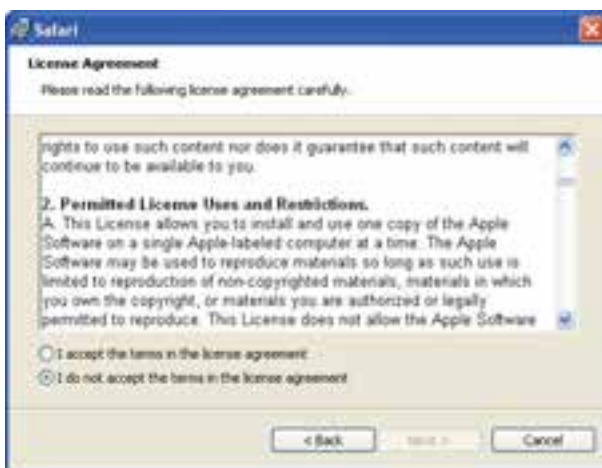 Safari
License Agreement
Please read the following license agreement carefully.
rights to use such content nor does it guarantee that such content will
continue to be available to you.
2. Permitted License Uses and Restrictions.
A. This License allows you to install and use one copy of the Apple
Software on a single Apple-labeled computer at a time. The Apple
Software may be used to reproduce materials so long as such use is
limited to reproduction of non-copyrighted materials, materials in which
you own the copyright, or materials you are authorized or legally
permitted to reproduce. This License does not allow the Apple Software
I accept the terms in the license agreement
I do not accept the terms in the license agreement
< Back
Next >
Cancel